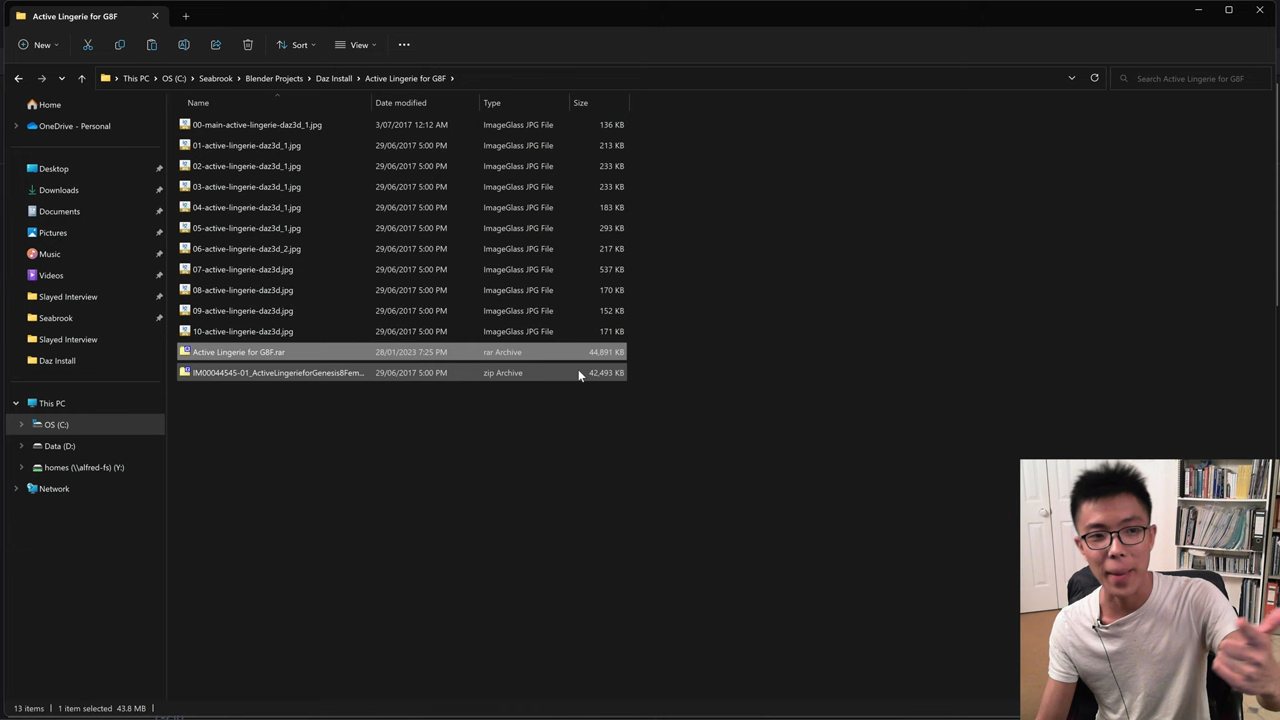 Active Lingerie for G8F
New
Sort
View
This PC
OS (C:)
Seabrook
Blender Projects
Daz Install
Active Lingerie for G8F
Search Active Lingerie for G8F
Home
OneDrive - Personal
Desktop
Downloads
Documents
Pictures
Music
Videos
Slayed Interview
Seabrook
Slayed Interview
Daz Install
This PC
OS (C:)
Data (D:)
homes (\\alfred-fs) (Y:)
Network
Name Date modified Type Size
00-main-active-lingerie-daz3d_1.jpg 3/07/2017 12:12 AM ImageGlass JPG File 136 KB
01-active-lingerie-daz3d_1.jpg 29/06/2017 5:00 PM ImageGlass JPG File 213 KB
02-active-lingerie-daz3d_1.jpg 29/06/2017 5:00 PM ImageGlass JPG File 233 KB
03-active-lingerie-daz3d_1.jpg 29/06/2017 5:00 PM ImageGlass JPG File 233 KB
04-active-lingerie-daz3d_1.jpg 29/06/2017 5:00 PM ImageGlass JPG File 183 KB
05-active-lingerie-daz3d_1.jpg 29/06/2017 5:00 PM ImageGlass JPG File 293 KB
06-active-lingerie-daz3d_2.jpg 29/06/2017 5:00 PM ImageGlass JPG File 217 KB
07-active-lingerie-daz3d.jpg 29/06/2017 5:00 PM ImageGlass JPG File 537 KB
08-active-lingerie-daz3d.jpg 29/06/2017 5:00 PM ImageGlass JPG File 170 KB
09-active-lingerie-daz3d.jpg 29/06/2017 5:00 PM ImageGlass JPG File 152 KB
10-active-lingerie-daz3d.jpg 29/06/2017 5:00 PM ImageGlass JPG File 171 KB
Active Lingerie for G8F.rar 28/01/2023 7:25 PM rar Archive 44,891 KB
IM00044545-01_ActiveLingerieforGenesis8Fem... 29/06/2017 5:00 PM zip Archive 42,493 KB
13 items 1 item selected 43.8 MB